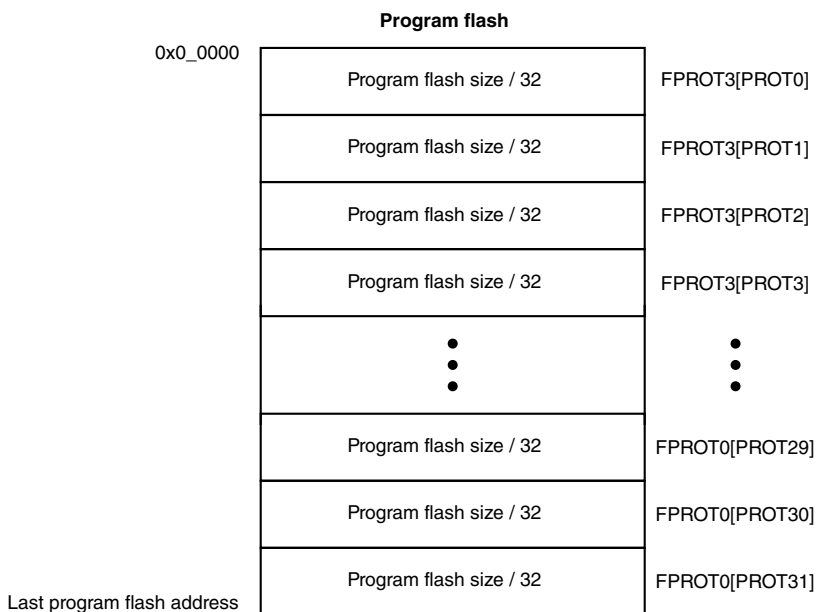 Program flash
0x0_0000
Program flash size / 32
FPROT3[PROT0]
Program flash size / 32
FPROT3[PROT1]
Program flash size / 32
FPROT3[PROT2]
Program flash size / 32
FPROT3[PROT3]
Program flash size / 32
FPROT0[PROT29]
Program flash size / 32
FPROT0[PROT30]
Program flash size / 32
FPROT0[PROT31]
Last program flash address